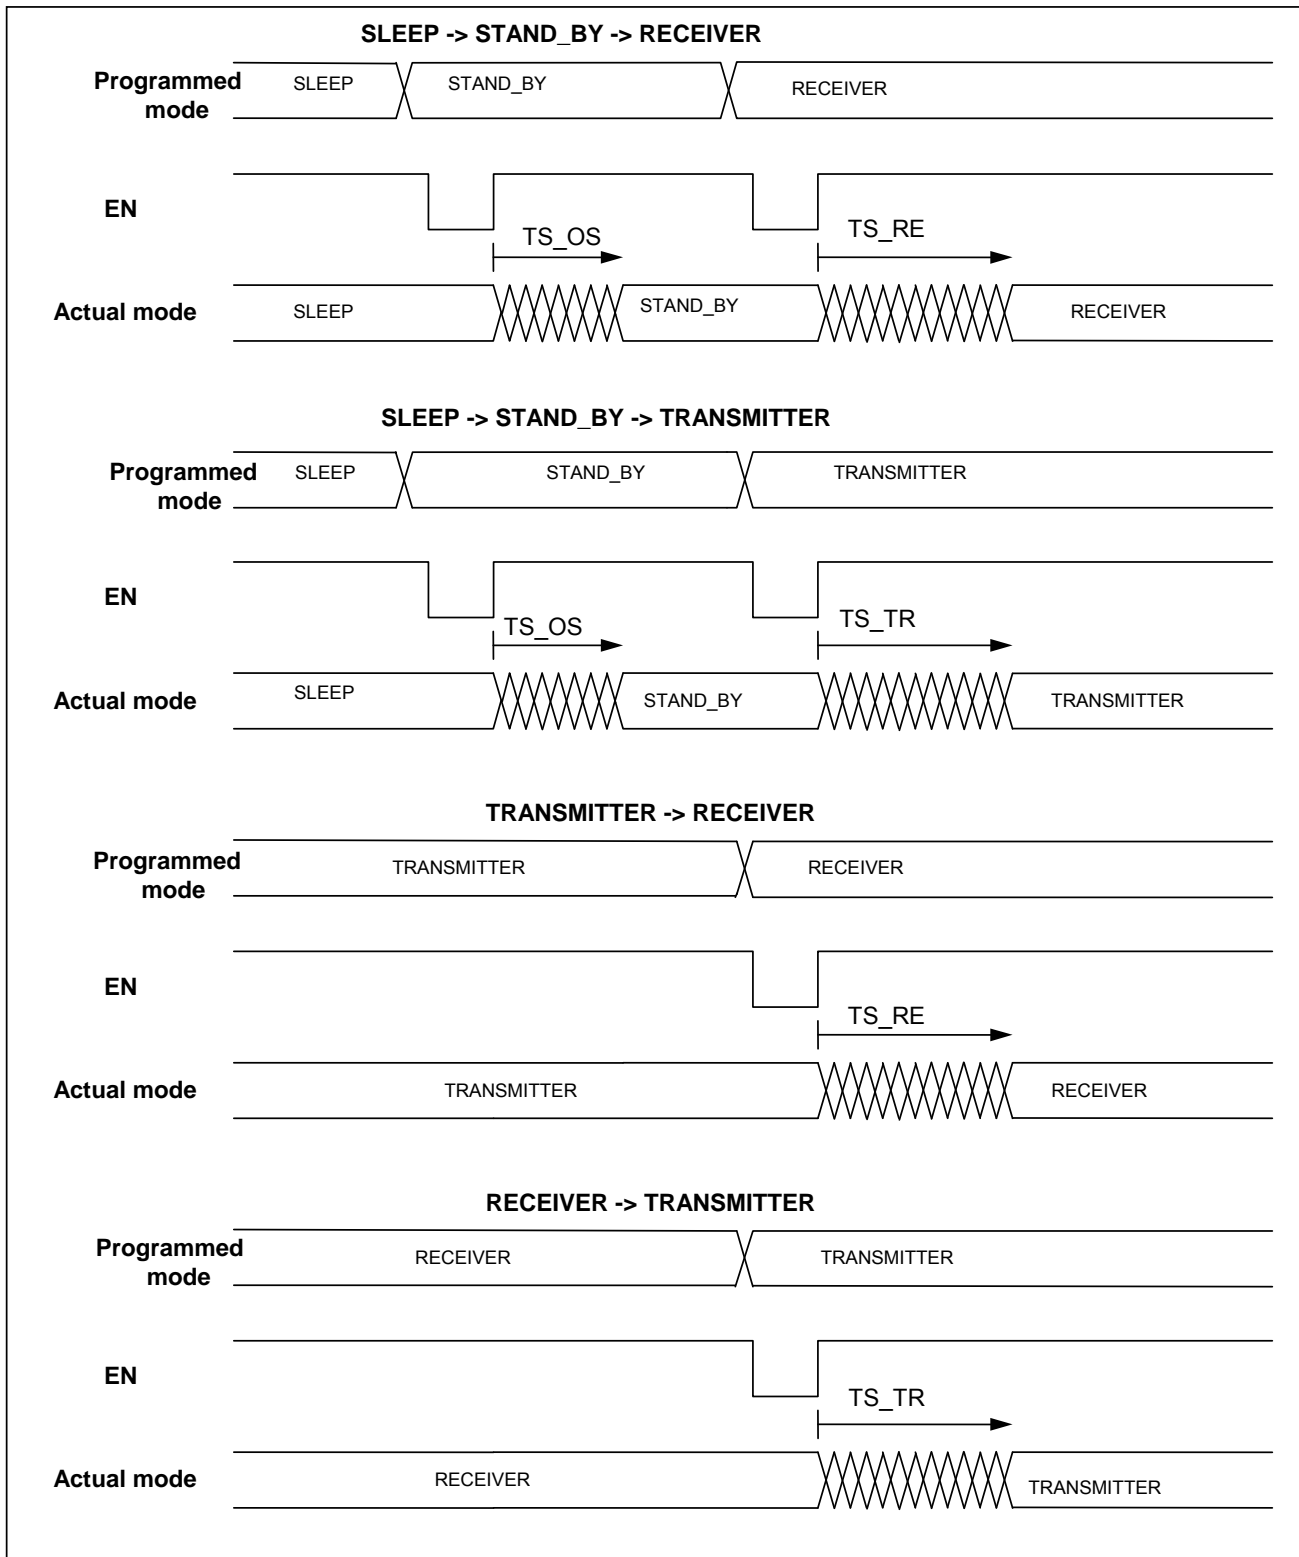 SLEEP -> STAND_BY -> RECEIVER
Programmed mode
SLEEP
STAND_BY
RECEIVER
EN
TS_OS
TS_RE
Actual mode
SLEEP
STAND_BY
RECEIVER
SLEEP -> STAND_BY -> TRANSMITTER
Programmed mode
SLEEP
STAND_BY
TRANSMITTER
EN
TS_OS
TS_TR
Actual mode
SLEEP
STAND_BY
TRANSMITTER
TRANSMITTER -> RECEIVER
Programmed mode
TRANSMITTER
RECEIVER
EN
TS_RE
Actual mode
TRANSMITTER
RECEIVER
RECEIVER -> TRANSMITTER
Programmed mode
RECEIVER
TRANSMITTER
EN
TS_TR
Actual mode
RECEIVER
TRANSMITTER